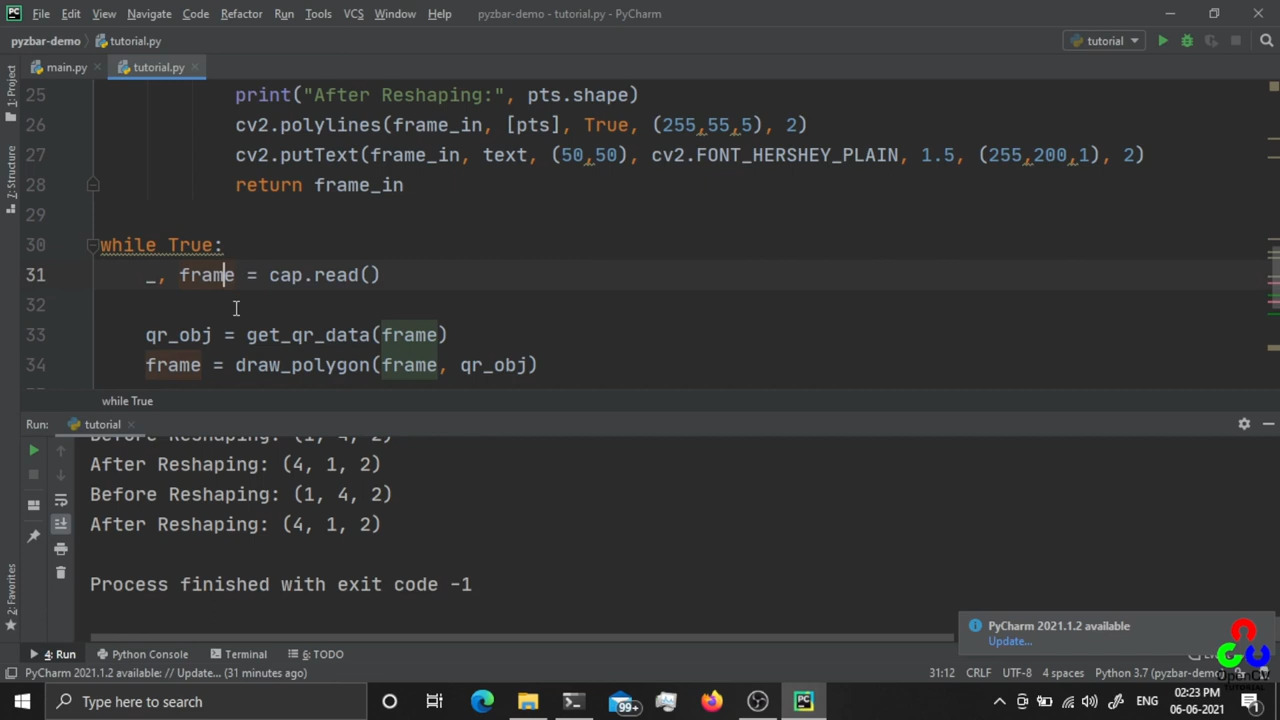 File Edit View Navigate Code Refactor Run Tools VCS Window Help pyzbar-demo - tutorial.py - PyCharm
pyzbar-demo tutorial.py tutorial
main.py tutorial.py
1: Project
7: Structure
2: Favorites
25 print("After Reshaping:", pts.shape)
26 cv2.polylines(frame_in, [pts], True, (255,55,5), 2)
27 cv2.putText(frame_in, text, (50,50), cv2.FONT_HERSHEY_PLAIN, 1.5, (255,200,1), 2)
28 return frame_in
29
30 while True:
31 _, frame = cap.read()
32
33 qr_obj = get_qr_data(frame)
34 frame = draw_polygon(frame, qr_obj)
while True
Run: tutorial
Before Reshaping: (1, 4, 2)
After Reshaping: (4, 1, 2)
Before Reshaping: (1, 4, 2)
After Reshaping: (4, 1, 2)
Process finished with exit code -1
PyCharm 2021.1.2 available
Update...
4: Run Python Console Terminal 6: TODO
PyCharm 2021.1.2 available: // Update... (31 minutes ago) 31:12 CRLF UTF-8 4 spaces Python 3.7 (pyzbar-demo)
OpenCV
Type here to search 99+ ENG 02:23 PM
06-06-2021 1